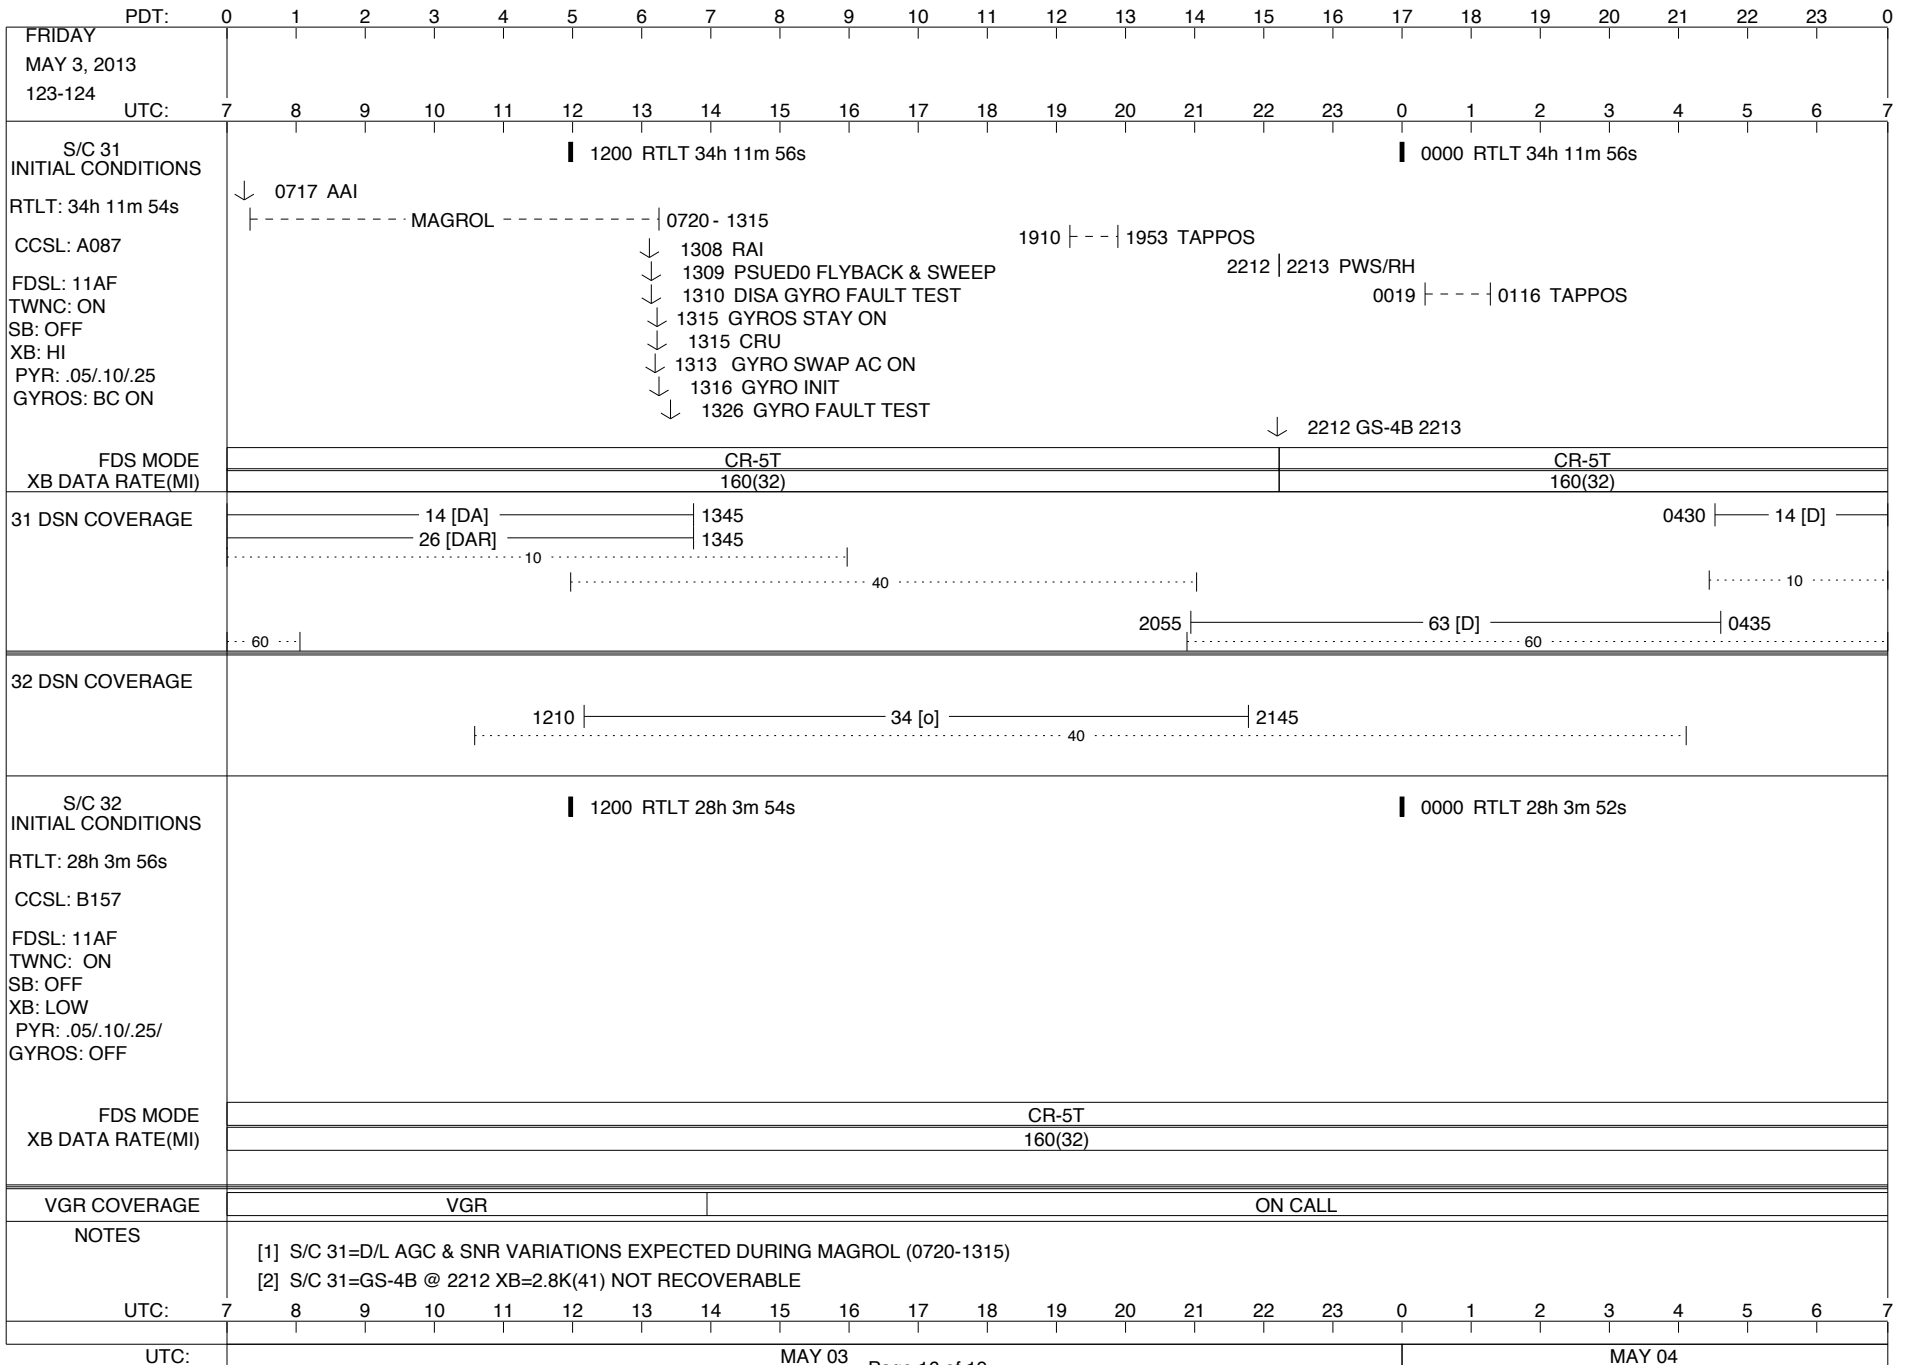 PDT: 0 1 2 3 4 5 6 7 8 9 10 11 12 13 14 15 16 17 18 19 20 21 22 23 0
FRIDAY
MAY 3, 2013
123-124
UTC: 7 8 9 10 11 12 13 14 15 16 17 18 19 20 21 22 23 0 1 2 3 4 5 6 7
S/C 31
INITIAL CONDITIONS
RTLT: 34h 11m 54s
CCSL: A087
FDSL: 11AF
TWNC: ON
SB: OFF
XB: HI
PYR: .05/.10/.25
GYROS: BC ON
1200 RTLT 34h 11m 56s
0000 RTLT 34h 11m 56s
0717 AAI
MAGROL 0720 - 1315
1910 1953 TAPPOS
1308 RAI
2212 2213 PWS/RH
1309 PSUED0 FLYBACK & SWEEP
1310 DISA GYRO FAULT TEST
0019 0116 TAPPOS
1315 GYROS STAY ON
1315 CRU
1313 GYRO SWAP AC ON
1316 GYRO INIT
1326 GYRO FAULT TEST
2212 GS-4B 2213
FDS MODE CR-5T CR-5T
XB DATA RATE(MI) 160(32) 160(32)
31 DSN COVERAGE
14 [DA] 1345
0430 14 [D]
26 [DAR] 1345
10
40
10
2055 63 [D] 0435
60
60
32 DSN COVERAGE
1210 34 [o] 2145
40
S/C 32
INITIAL CONDITIONS
RTLT: 28h 3m 56s
CCSL: B157
FDSL: 11AF
TWNC: ON
SB: OFF
XB: LOW
PYR: .05/.10/.25/
GYROS: OFF
1200 RTLT 28h 3m 54s
0000 RTLT 28h 3m 52s
FDS MODE CR-5T
XB DATA RATE(MI) 160(32)
VGR COVERAGE VGR ON CALL
NOTES
[1] S/C 31=D/L AGC & SNR VARIATIONS EXPECTED DURING MAGROL (0720-1315)
[2] S/C 31=GS-4B @ 2212 XB=2.8K(41) NOT RECOVERABLE
UTC: 7 8 9 10 11 12 13 14 15 16 17 18 19 20 21 22 23 0 1 2 3 4 5 6 7
UTC: MAY 03 MAY 04